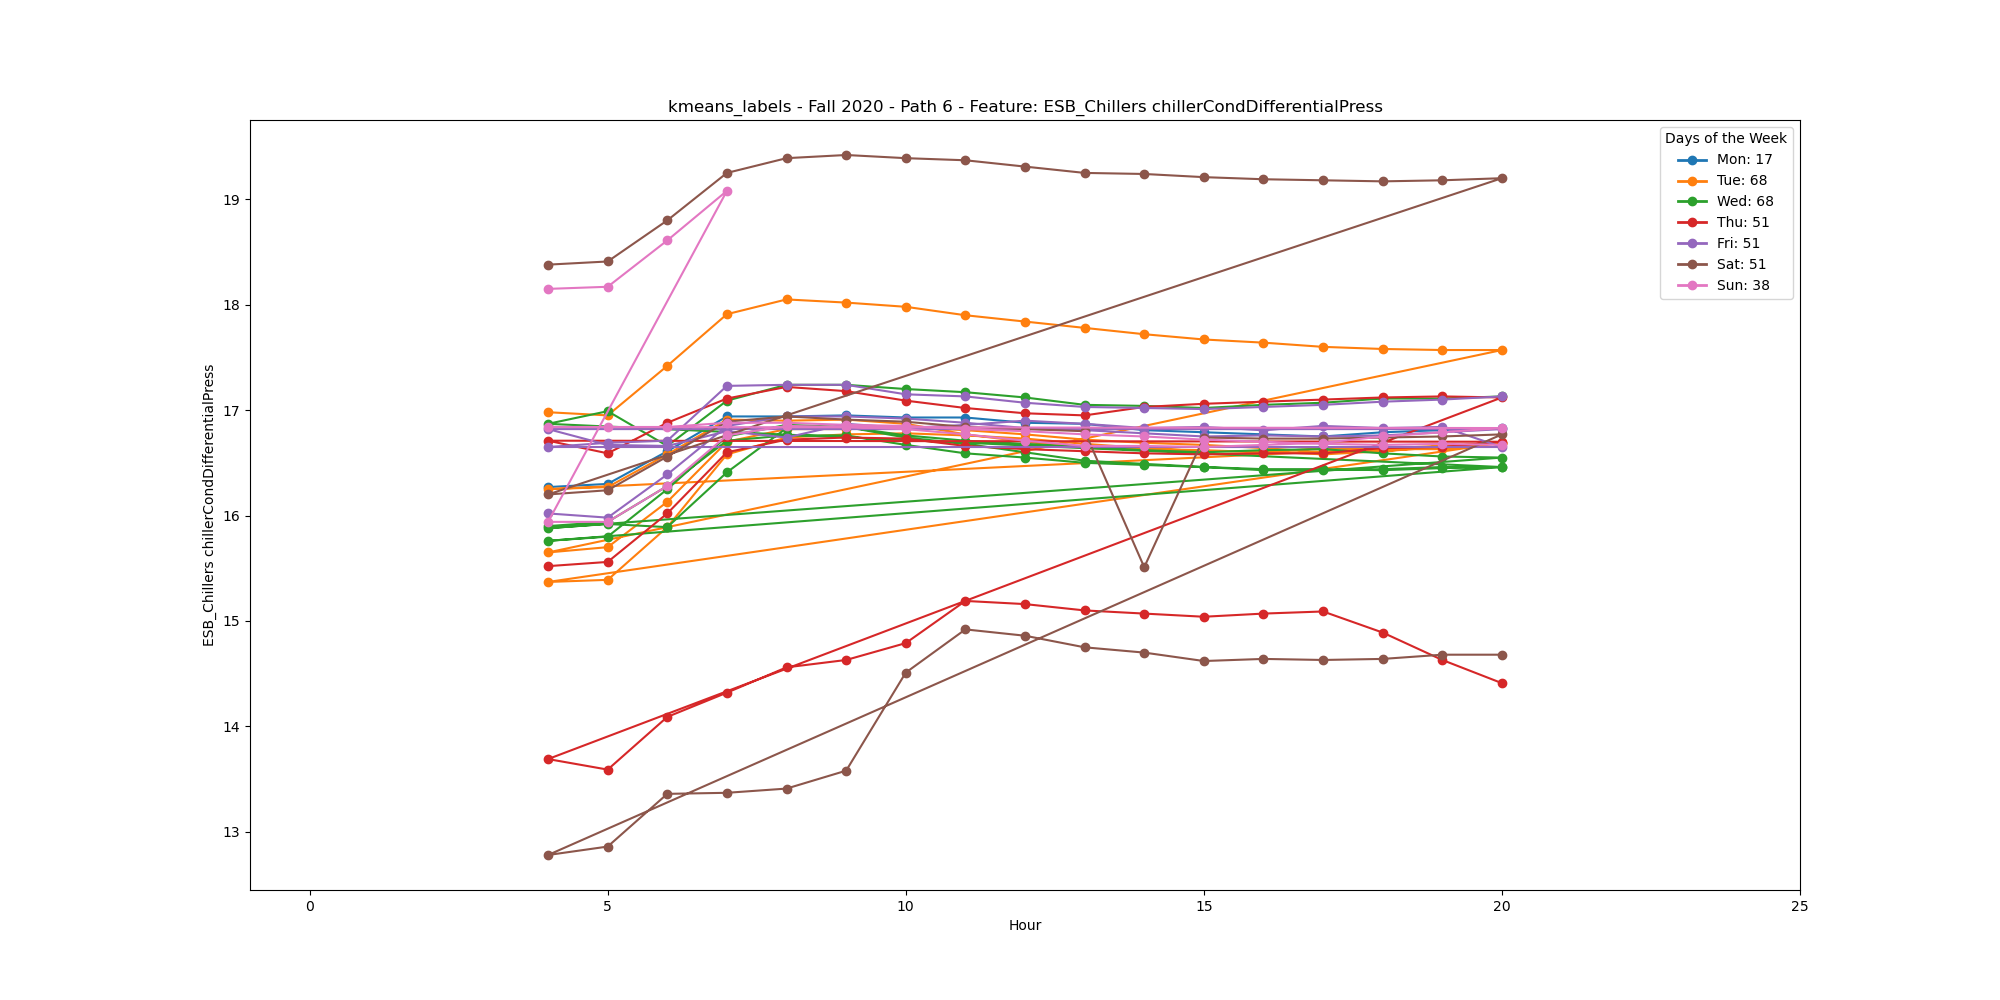 kmeans_labels - Fall 2020 - Path 6 - Feature: ESB_Chillers chillerCondDifferentialPress
Days of the Week
Mon: 17
Tue: 68
Wed: 68
Thu: 51
Fri: 51
Sat: 51
Sun: 38
ESB_Chillers chillerCondDifferentialPress
19
18
17
16
15
14
13
0 5 10 15 20 25
Hour